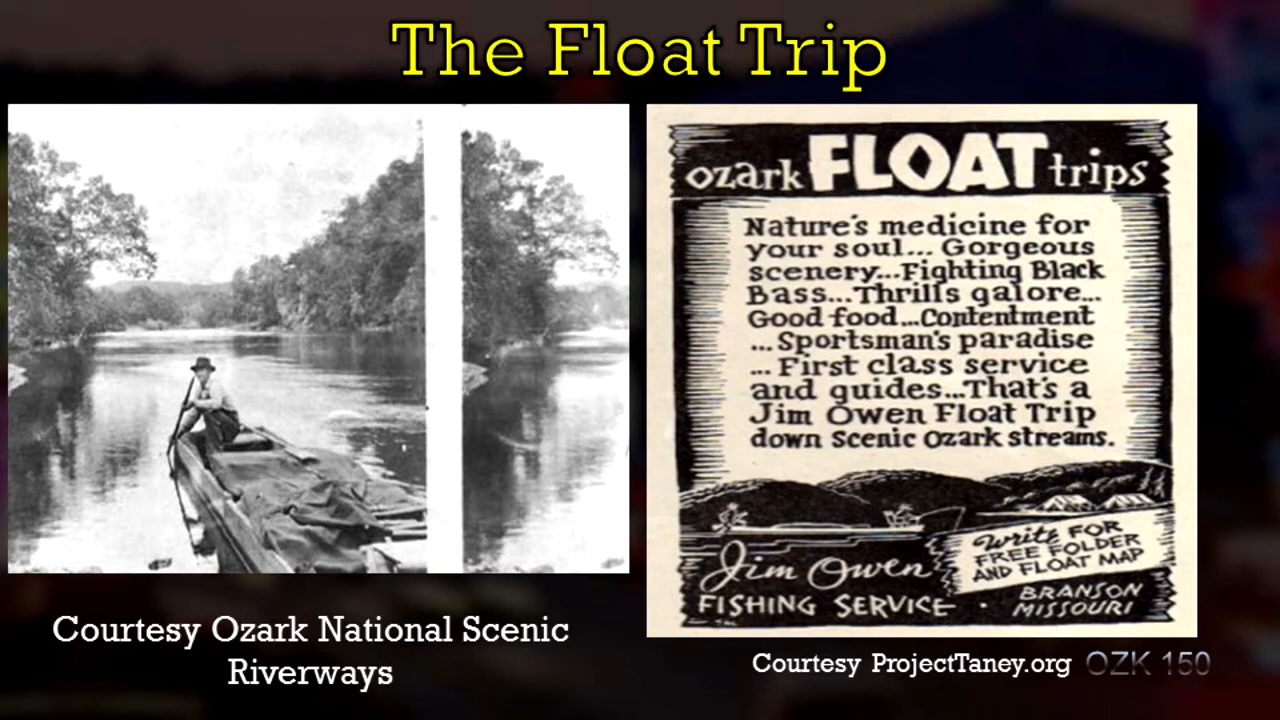 The Float Trip
ozark FLOAT trips
Nature's medicine for
your soul... Gorgeous
scenery...Fighting Black
Bass...Thrills galore...
Good food...Contentment
...Sportsman's paradise
...First class service
and guides...That's a
Jim Owen Float Trip
down Scenic Ozark streams.
Write FOR
FREE FOLDER
AND FLOAT MAP
Jim Owen
FISHING SERVICE · BRANSON
MISSOURI
Courtesy Ozark National Scenic
Riverways
Courtesy ProjectTaney.org
OZK 150